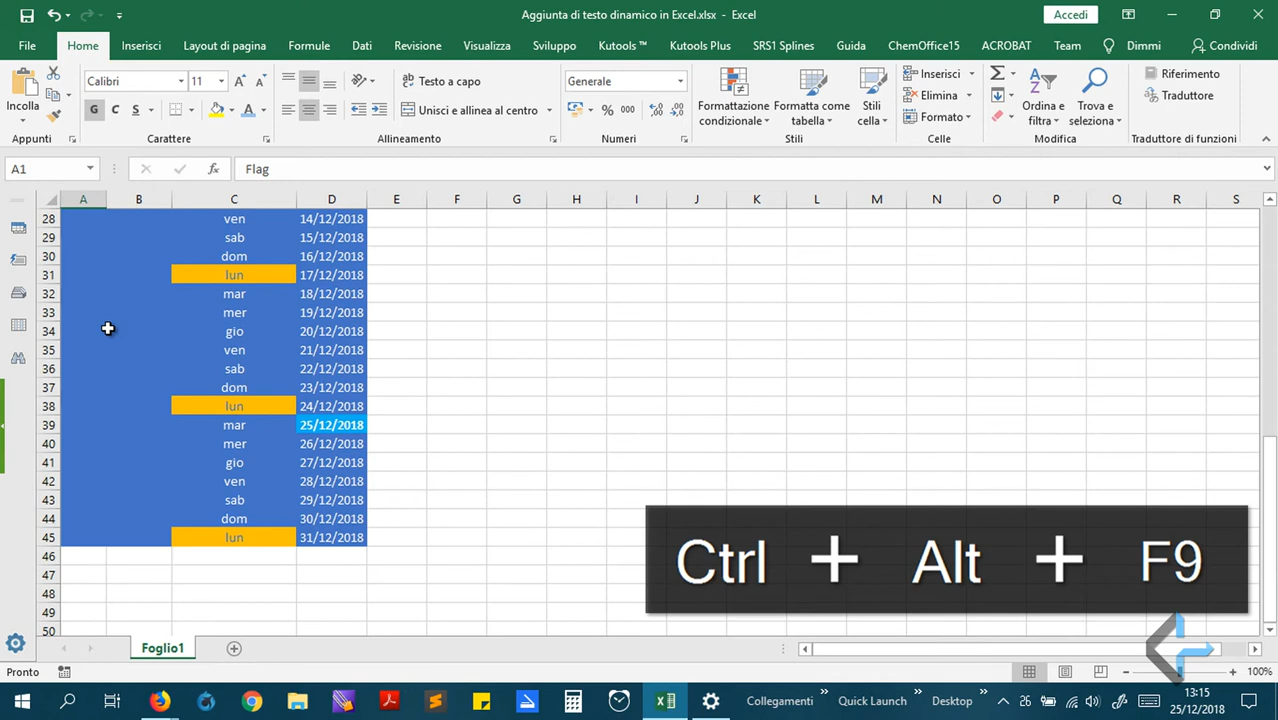 Aggiunta di testo dinamico in Excel.xlsx - Excel
Accedi
File Home Inserisci Layout di pagina Formule Dati Revisione Visualizza Sviluppo Kutools ™ Kutools Plus SRS1 Splines Guida ChemOffice15 ACROBAT Team Dimmi Condividi
Incolla
Calibri 11
G C S
Testo a capo
Unisci e allinea al centro
Generale
% 000
Formattazione condizionale
Formatta come tabella
Stili cella
Inserisci
Elimina
Formato
Ordina e filtra
Trova e seleziona
Riferimento
Traduttore
Appunti Carattere Allineamento Numeri Stili Celle Modifica Traduttore di funzioni
A1 fx Flag
A B C D E F G H I J K L M N O P Q R S
28 ven 14/12/2018
29 sab 15/12/2018
30 dom 16/12/2018
31 lun 17/12/2018
32 mar 18/12/2018
33 mer 19/12/2018
34 gio 20/12/2018
35 ven 21/12/2018
36 sab 22/12/2018
37 dom 23/12/2018
38 lun 24/12/2018
39 mar 25/12/2018
40 mer 26/12/2018
41 gio 27/12/2018
42 ven 28/12/2018
43 sab 29/12/2018
44 dom 30/12/2018
45 lun 31/12/2018
46
47
48
49
50
Ctrl + Alt + F9
Foglio1
Pronto
100%
Collegamenti Quick Launch Desktop 26 13:15
25/12/2018